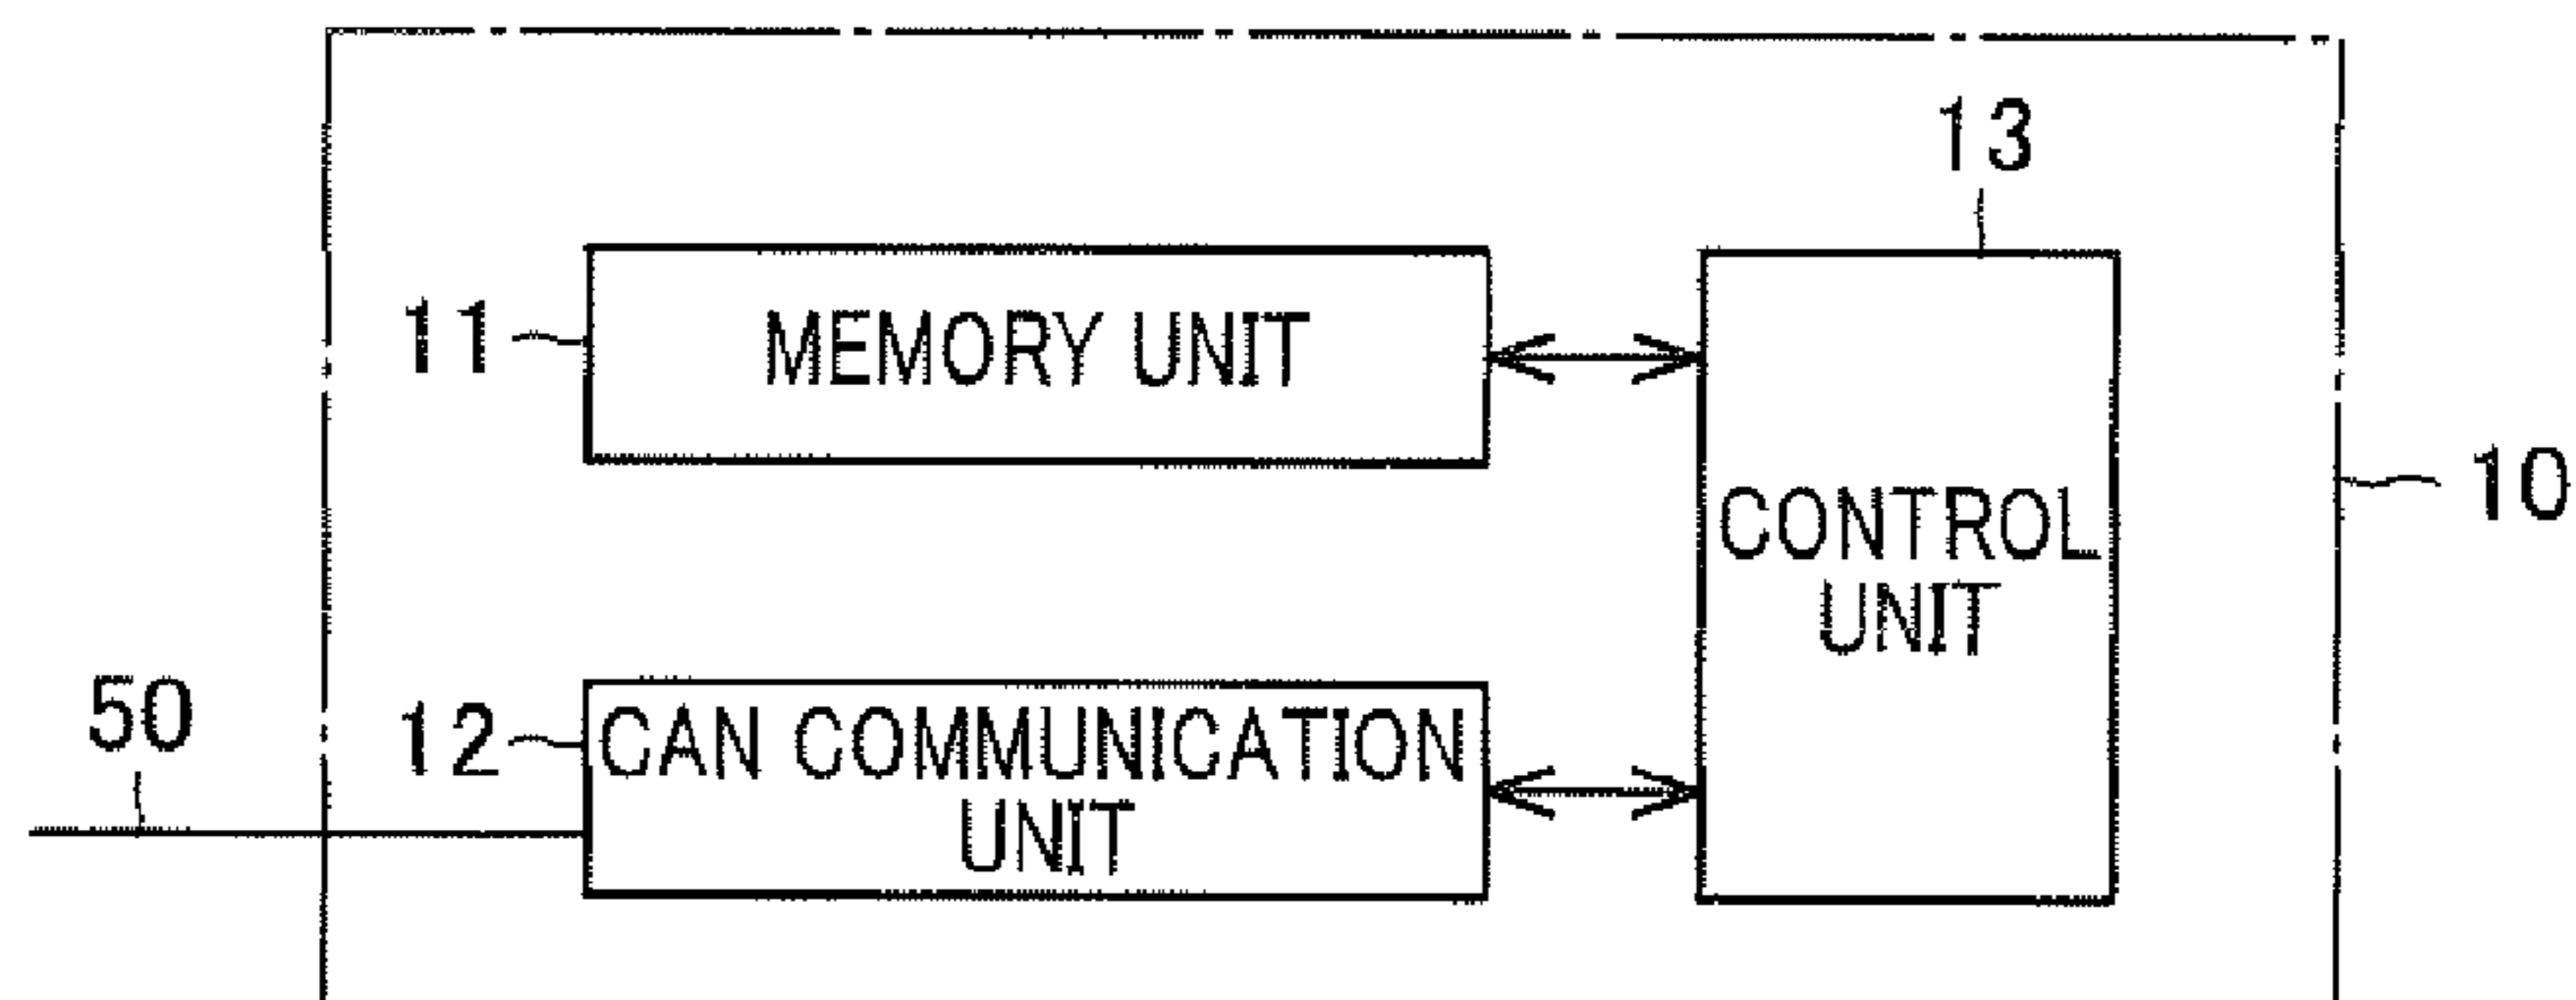 13
11
MEMORY UNIT
10
CONTROL
UNIT
50
12
CAN COMMUNICATION
UNIT